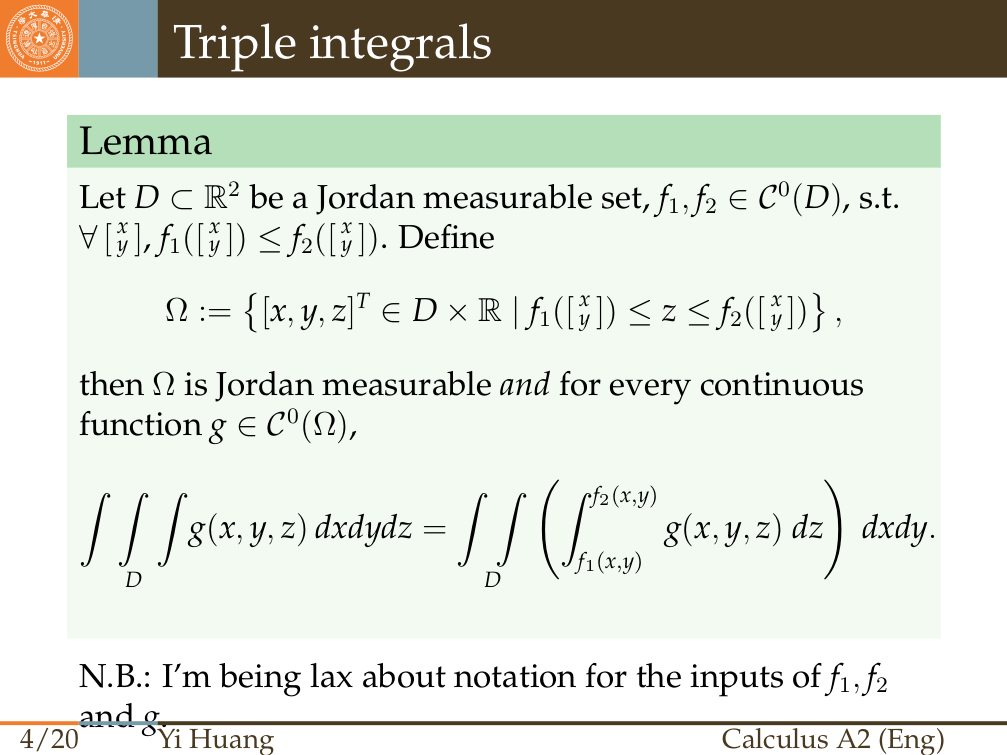 Triple integrals
Lemma
Let D ⊂ ℝ² be a Jordan measurable set, f₁, f₂ ∈ 𝒞⁰(D), s.t.
∀ [x y], f₁([x y]) ≤ f₂([x y]). Define
Ω := {[x, y, z]ᵀ ∈ D × ℝ | f₁([x y]) ≤ z ≤ f₂([x y])} ,
then Ω is Jordan measurable and for every continuous
function g ∈ 𝒞⁰(Ω),
∫∫∫_D g(x, y, z) dxdydz = ∫∫_D (∫_{f₁(x,y)}^{f₂(x,y)} g(x, y, z) dz) dxdy.
N.B.: I'm being lax about notation for the inputs of f₁, f₂
and g.
4/20 Yi Huang Calculus A2 (Eng)